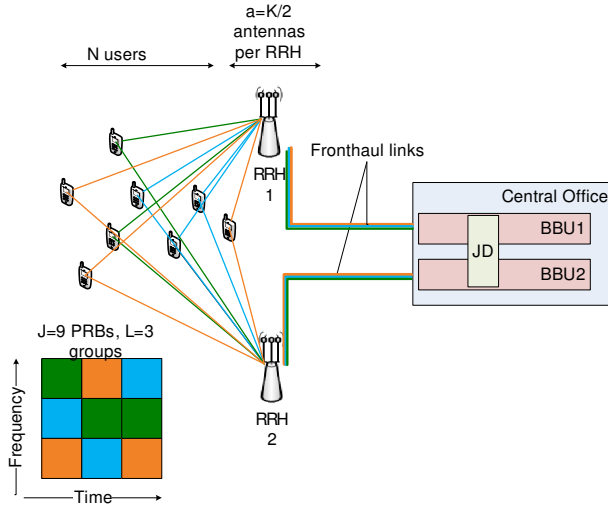 a=K/2
antennas
per RRH
N users
RRH
1
Fronthaul links
Central Office
BBU1
JD
BBU2
J=9 PRBs, L=3
groups
Frequency
Time
RRH
2